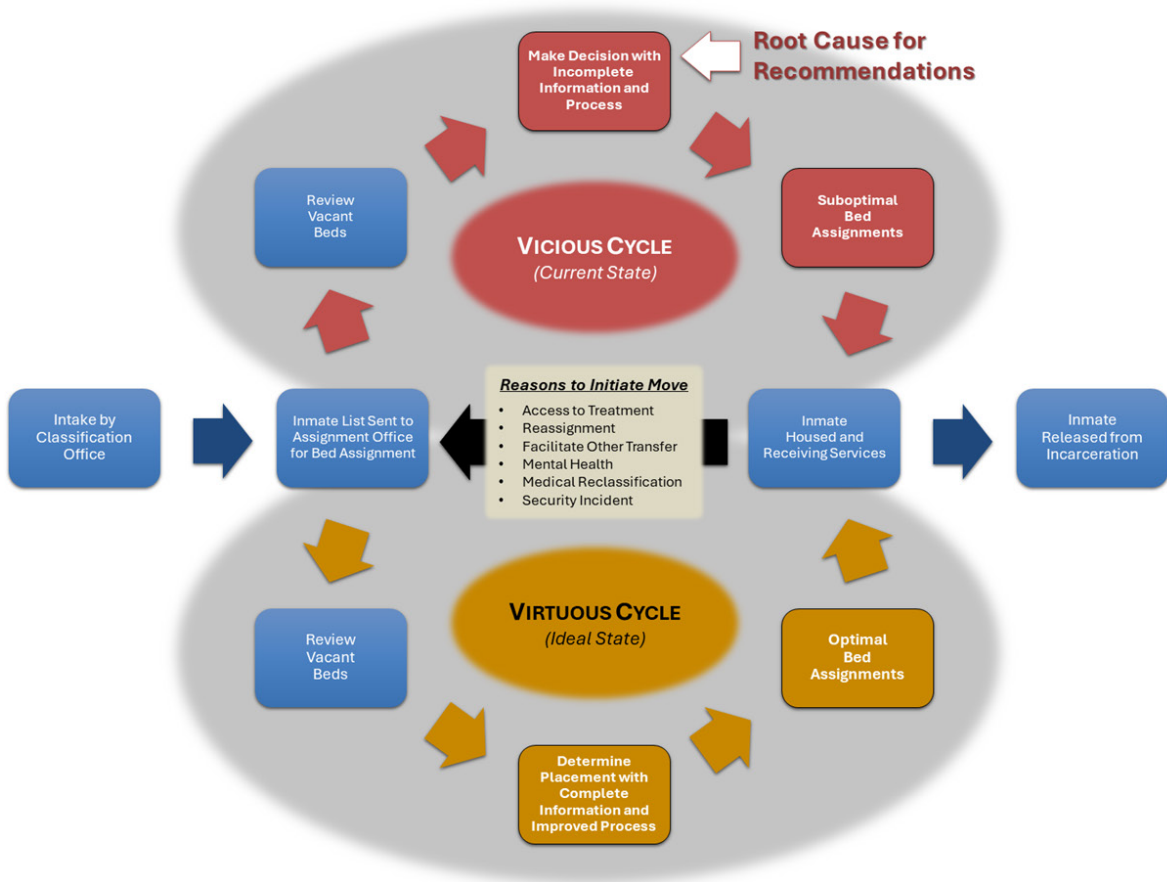 Root Cause for
Recommendations
Make Decision with
Incomplete
Information and
Process
Review
Vacant
Beds
Suboptimal
Bed
Assignments
VICIOUS CYCLE
(Current State)
Intake by
Classification
Office
Inmate List Sent to
Assignment Office
for Bed Assignment
Reasons to Initiate Move
• Access to Treatment
• Reassignment
• Facilitate Other Transfer
• Mental Health
• Medical Reclassification
• Security Incident
Inmate
Housed and
Receiving Services
Inmate
Released from
Incarceration
VIRTUOUS CYCLE
(Ideal State)
Review
Vacant
Beds
Optimal
Bed
Assignments
Determine
Placement with
Complete
Information and
Improved Process